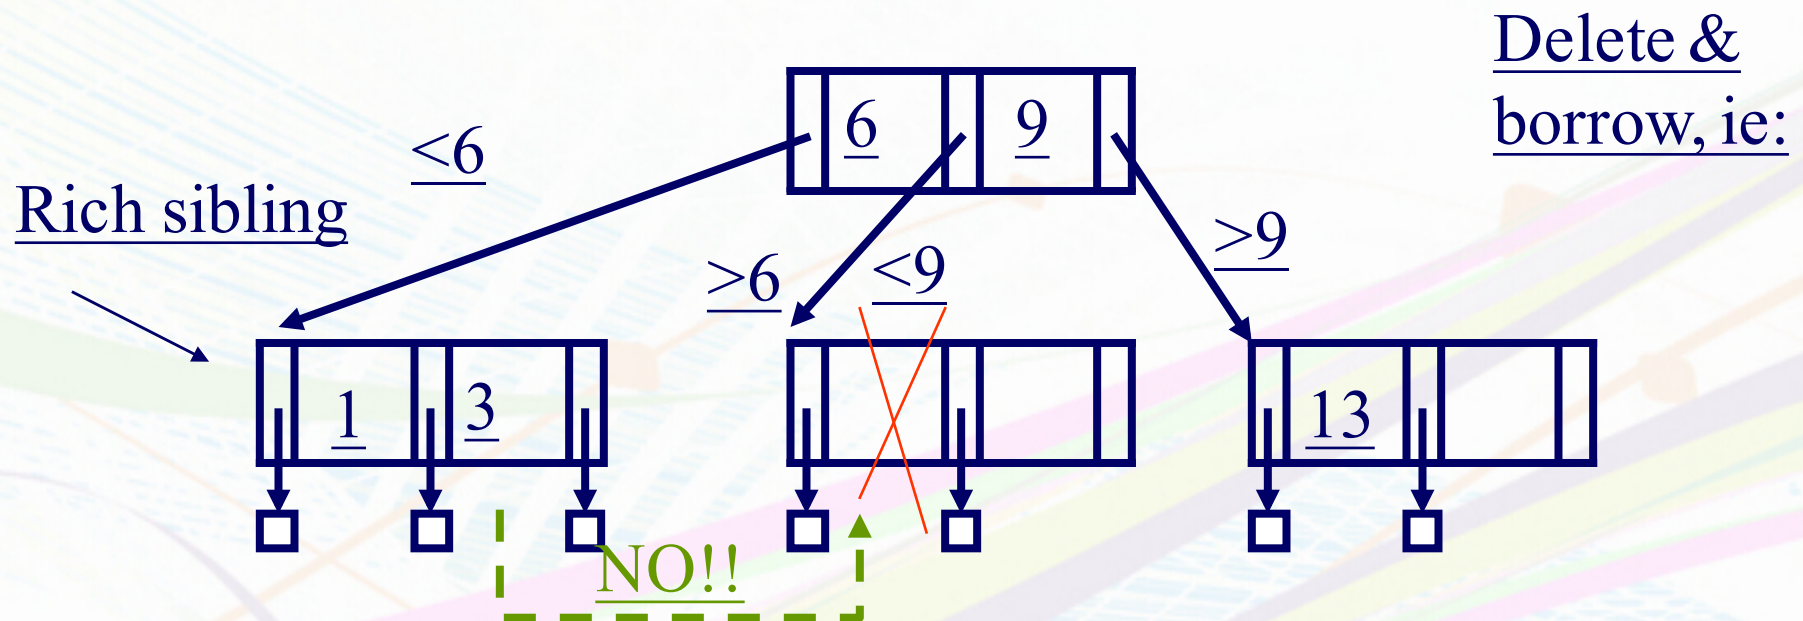 Delete &
borrow, ie:
6 9
<6
Rich sibling
>6 <9
>9
1 3
13
NO!!